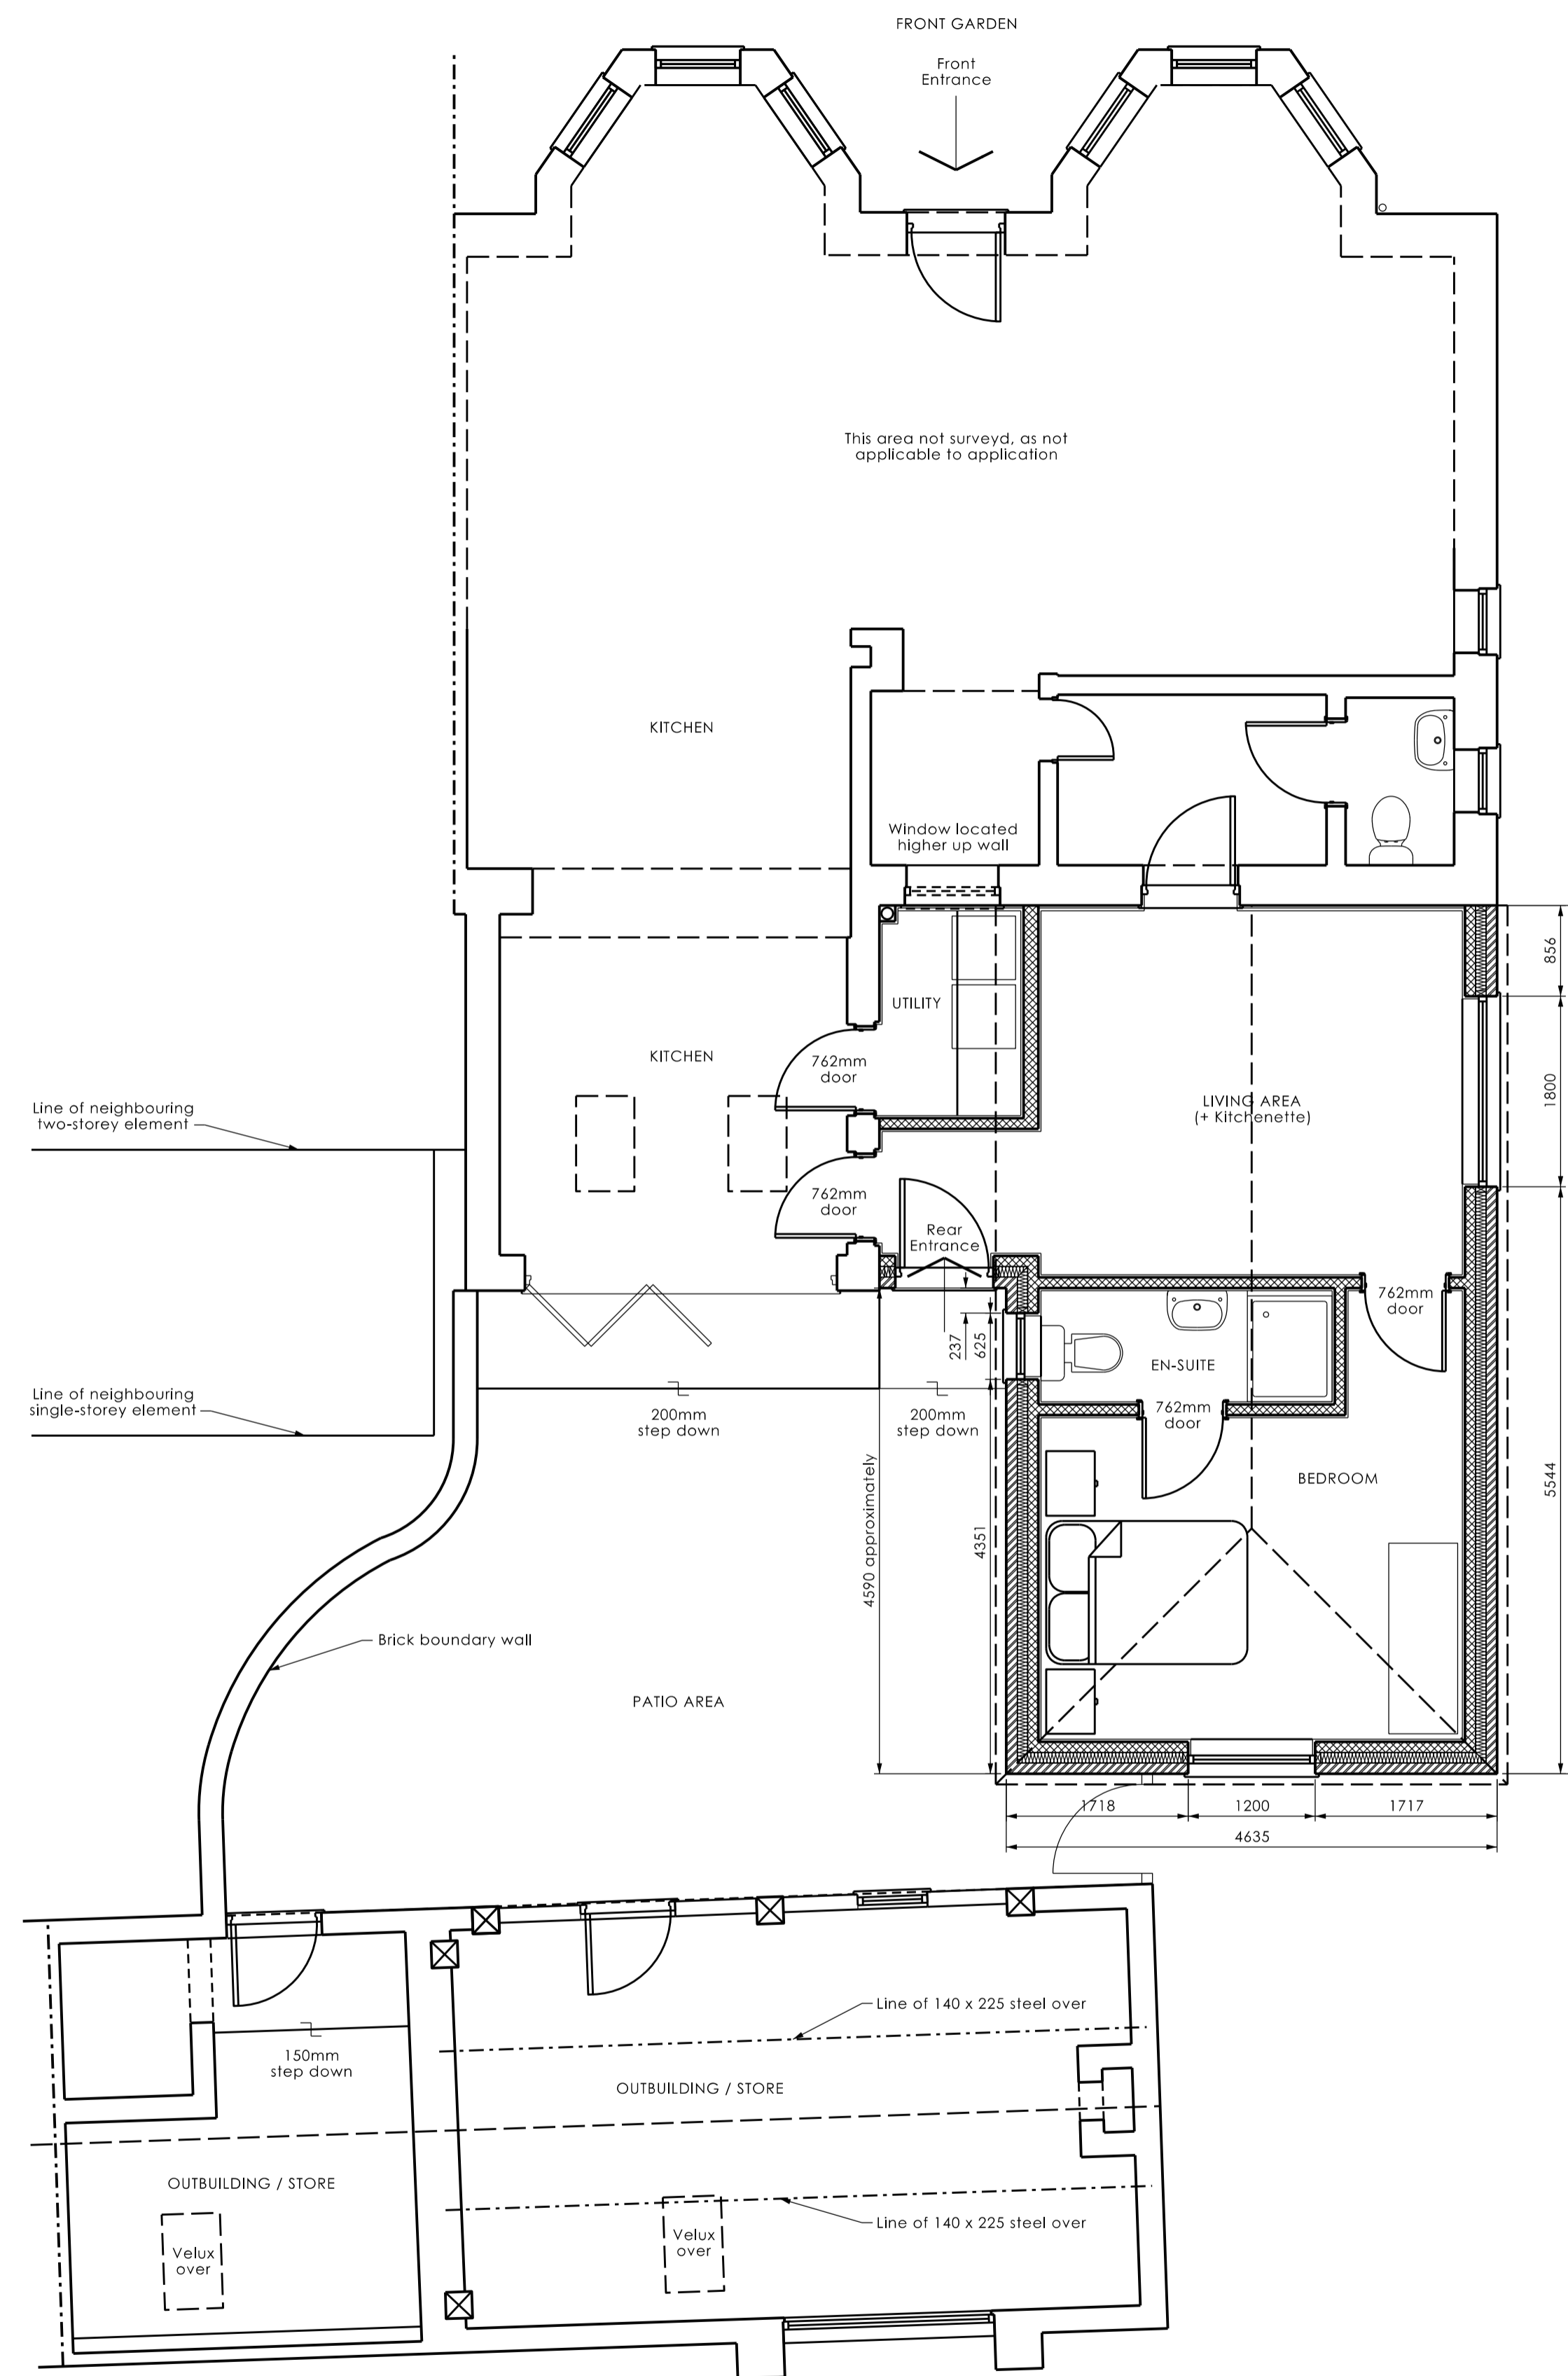 FRONT GARDEN
Front
Entrance
This area not surveyd, as not
applicable to application
KITCHEN
Window located
higher up wall
856
UTILITY
KITCHEN
762mm
door
1800
LIVING AREA
(+ Kitchenette)
Line of neighbouring
two-storey element
762mm
door
Rear
Entrance
762mm
door
237
625
EN-SUITE
Line of neighbouring
single-storey element
200mm
step down
200mm
step down
762mm
door
BEDROOM
5544
4590 approximately
4351
Brick boundary wall
PATIO AREA
1718
1200
1717
4635
Line of 140 x 225 steel over
150mm
step down
OUTBUILDING / STORE
OUTBUILDING / STORE
Line of 140 x 225 steel over
Velux
over
Velux
over